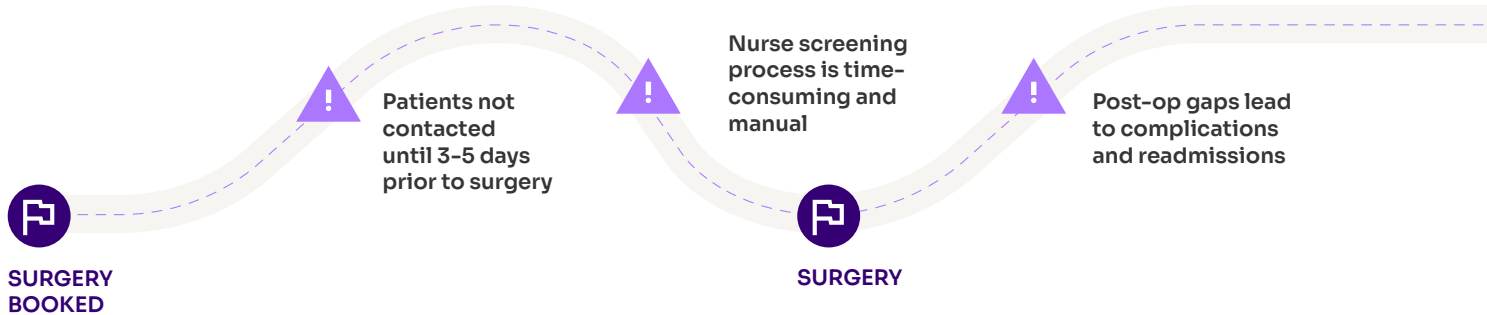 SURGERY
BOOKED
Patients not
contacted
until 3-5 days
prior to surgery
Nurse screening
process is time-
consuming and
manual
SURGERY
Post-op gaps lead
to complications
and readmissions